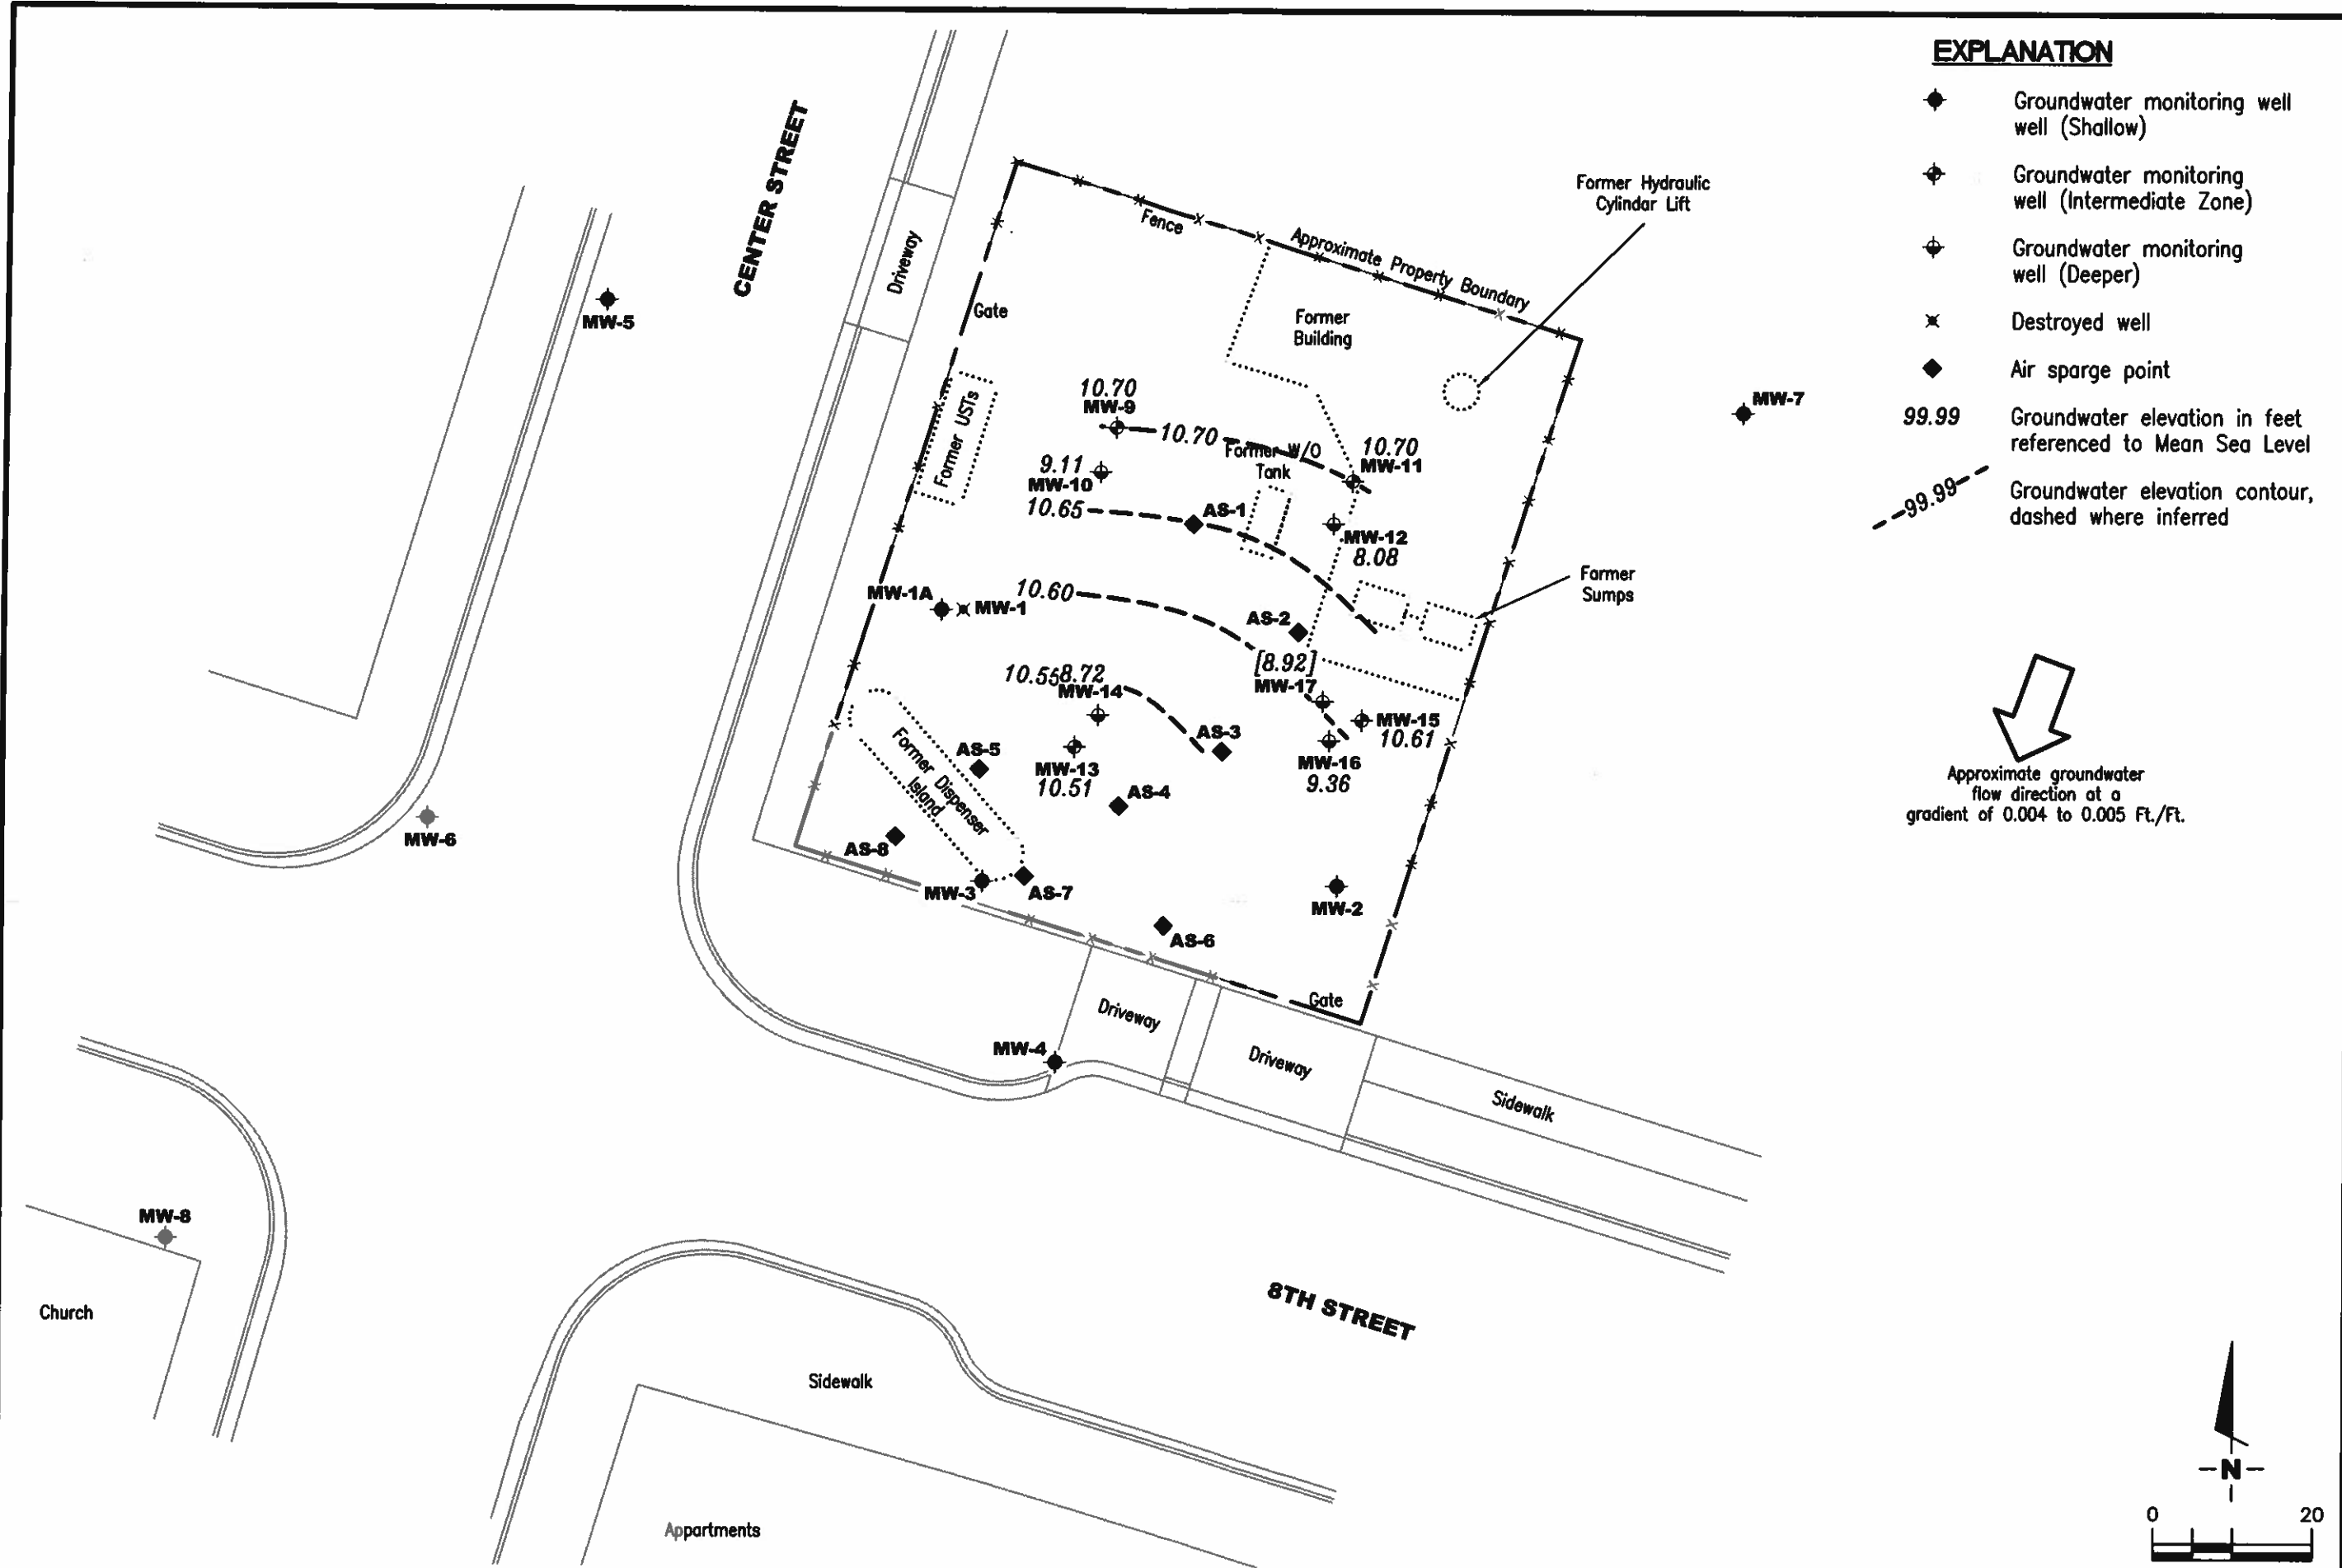 EXPLANATION
Groundwater monitoring well
well (Shallow)
Groundwater monitoring
well (Intermediate Zone)
Groundwater monitoring
well (Deeper)
Destroyed well
Air sparge point
99.99
Groundwater elevation in feet
referenced to Mean Sea Level
99.99
Groundwater elevation contour,
dashed where inferred
CENTER STREET
Driveway
Fence
Approximate Property Boundary
Former Hydraulic
Cylindar Lift
Gate
Former
Building
MW-5
MW-7
Former USTs
10.70
MW-9
10.70
Former W/O
Tank
10.70
MW-11
9.11
MW-10
10.65
AS-1
MW-12
8.08
Former
Sumps
MW-1A
MW-1
10.60
AS-2
[8.92]
MW-17
10.55
8.72
MW-14
MW-15
10.61
AS-3
MW-16
9.36
AS-5
MW-13
10.51
AS-4
Former Dispenser
Island
AS-8
MW-3
AS-7
MW-2
AS-6
MW-6
Approximate groundwater
flow direction at a
gradient of 0.004 to 0.005 Ft./Ft.
Gate
Driveway
MW-4
Driveway
Sidewalk
MW-8
Church
8TH STREET
Sidewalk
Appartments
N
0
20